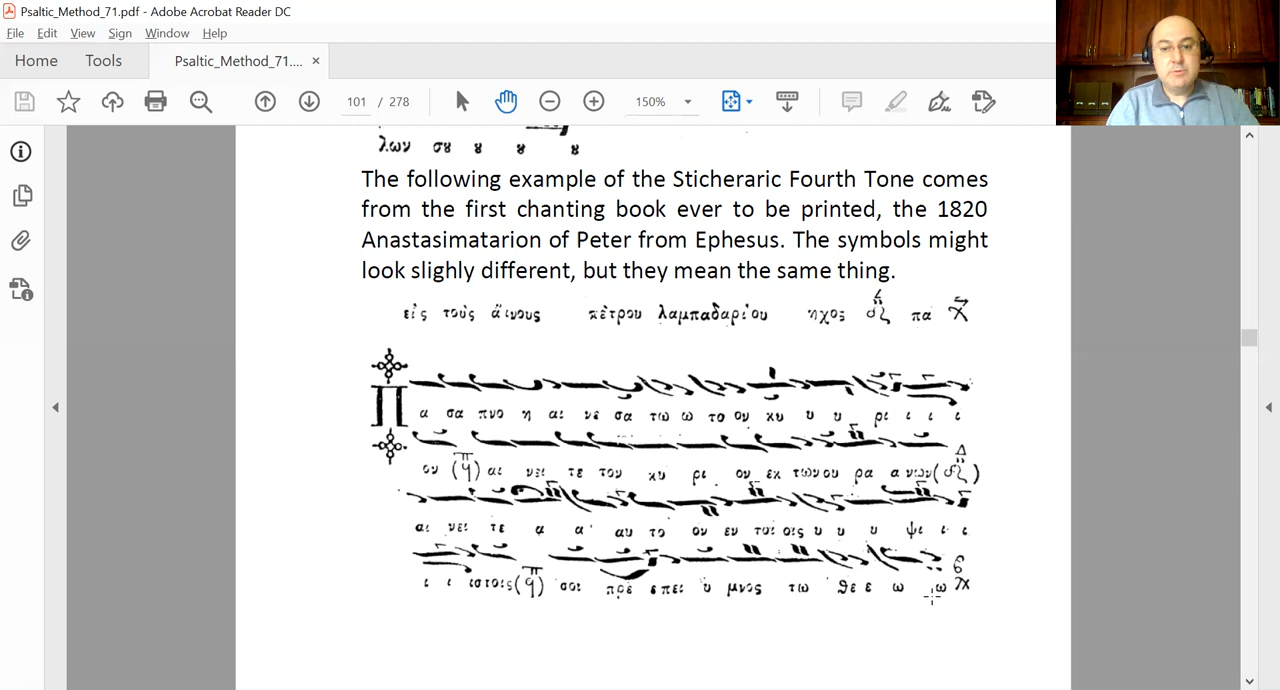 Psaltic_Method_71.pdf - Adobe Acrobat Reader DC
File Edit View Sign Window Help
Home Tools Psaltic_Method_71.... ×
101 / 278 150%
λων σȣ ȣ ȣ ȣ
The following example of the Sticheraric Fourth Tone comes
from the first chanting book ever to be printed, the 1820
Anastasimatarion of Peter from Ephesus. The symbols might
look slighly different, but they mean the same thing.
εἰς τοὺς αἴνους πέτρου λαμπαδαρίου ηχος πα
Π α σα πνο η αι νε σα τω ω το ου κυ υ υ ρι ι ι ι
ου αι νει τε τον κυ ρι ον εκ των ου ρα α νων
αι νει τε α α αυ το ον εν τοι οις υ υ υ ψι ι ι
ι ι ιστοις σοι πρε επει υ μνος τω θε ε ω ω